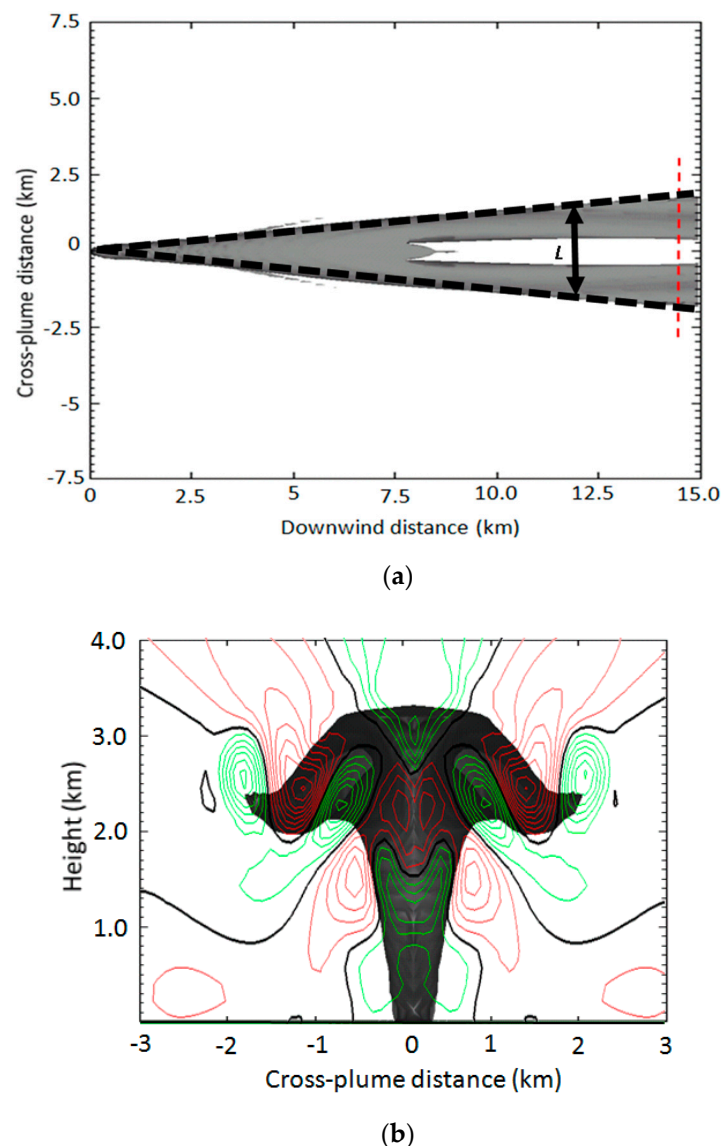 7.5
5.0
2.5
0
-2.5
-5
-7.5
Cross-plume distance (km)
L
0 2.5 5 7.5 10.0 12.5 15.0
Downwind distance (km)
(a)
4.0
3.0
2.0
1.0
Height (km)
-3 -2 -1 0 1 2 3
Cross-plume distance (km)
(b)